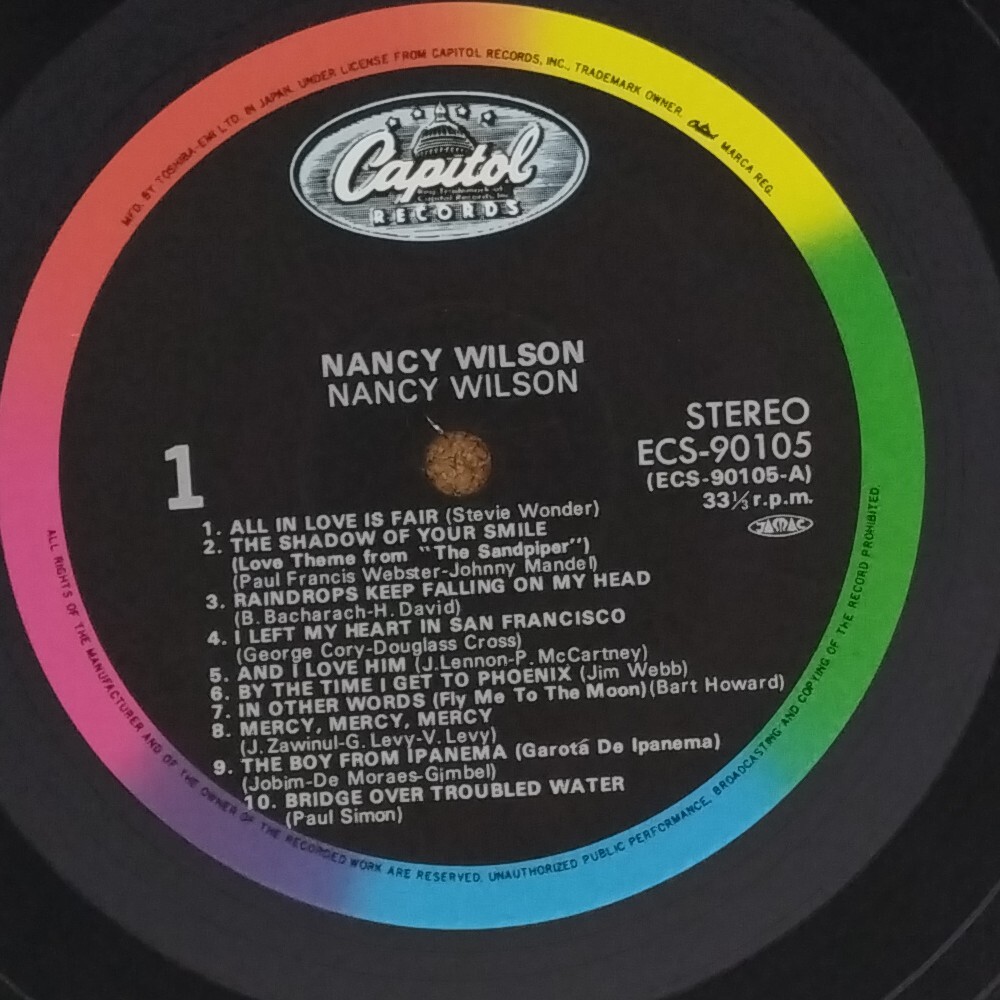 MFD. BY TOSHIBA-EMI LTD. IN JAPAN. UNDER LICENSE FROM CAPITOL RECORDS, INC., TRADEMARK OWNER. Capitol MARCA REG.
Capitol
Reg. Trademark of
Capitol Records, Inc.
RECORDS
NANCY WILSON
NANCY WILSON
1
STEREO
ECS-90105
(ECS-90105-A)
33⅓ r.p.m.
JASRAC
1. ALL IN LOVE IS FAIR (Stevie Wonder)
2. THE SHADOW OF YOUR SMILE
(Love Theme from "The Sandpiper")
(Paul Francis Webster-Johnny Mandel)
3. RAINDROPS KEEP FALLING ON MY HEAD
(B. Bacharach-H. David)
4. I LEFT MY HEART IN SAN FRANCISCO
(George Cory-Douglass Cross)
5. AND I LOVE HIM (J.Lennon-P. McCartney)
6. BY THE TIME I GET TO PHOENIX (Jim Webb)
7. IN OTHER WORDS (Fly Me To The Moon)(Bart Howard)
8. MERCY, MERCY, MERCY
(J. Zawinul-G. Levy-V. Levy)
9. THE BOY FROM IPANEMA (Garotá De Ipanema)
(Jobim-De Moraes-Gimbel)
10. BRIDGE OVER TROUBLED WATER
(Paul Simon)
ALL RIGHTS OF THE MANUFACTURER AND OF THE OWNER OF THE RECORDED WORK ARE RESERVED. UNAUTHORIZED PUBLIC PERFORMANCE, BROADCASTING AND COPYING OF THE RECORD PROHIBITED.